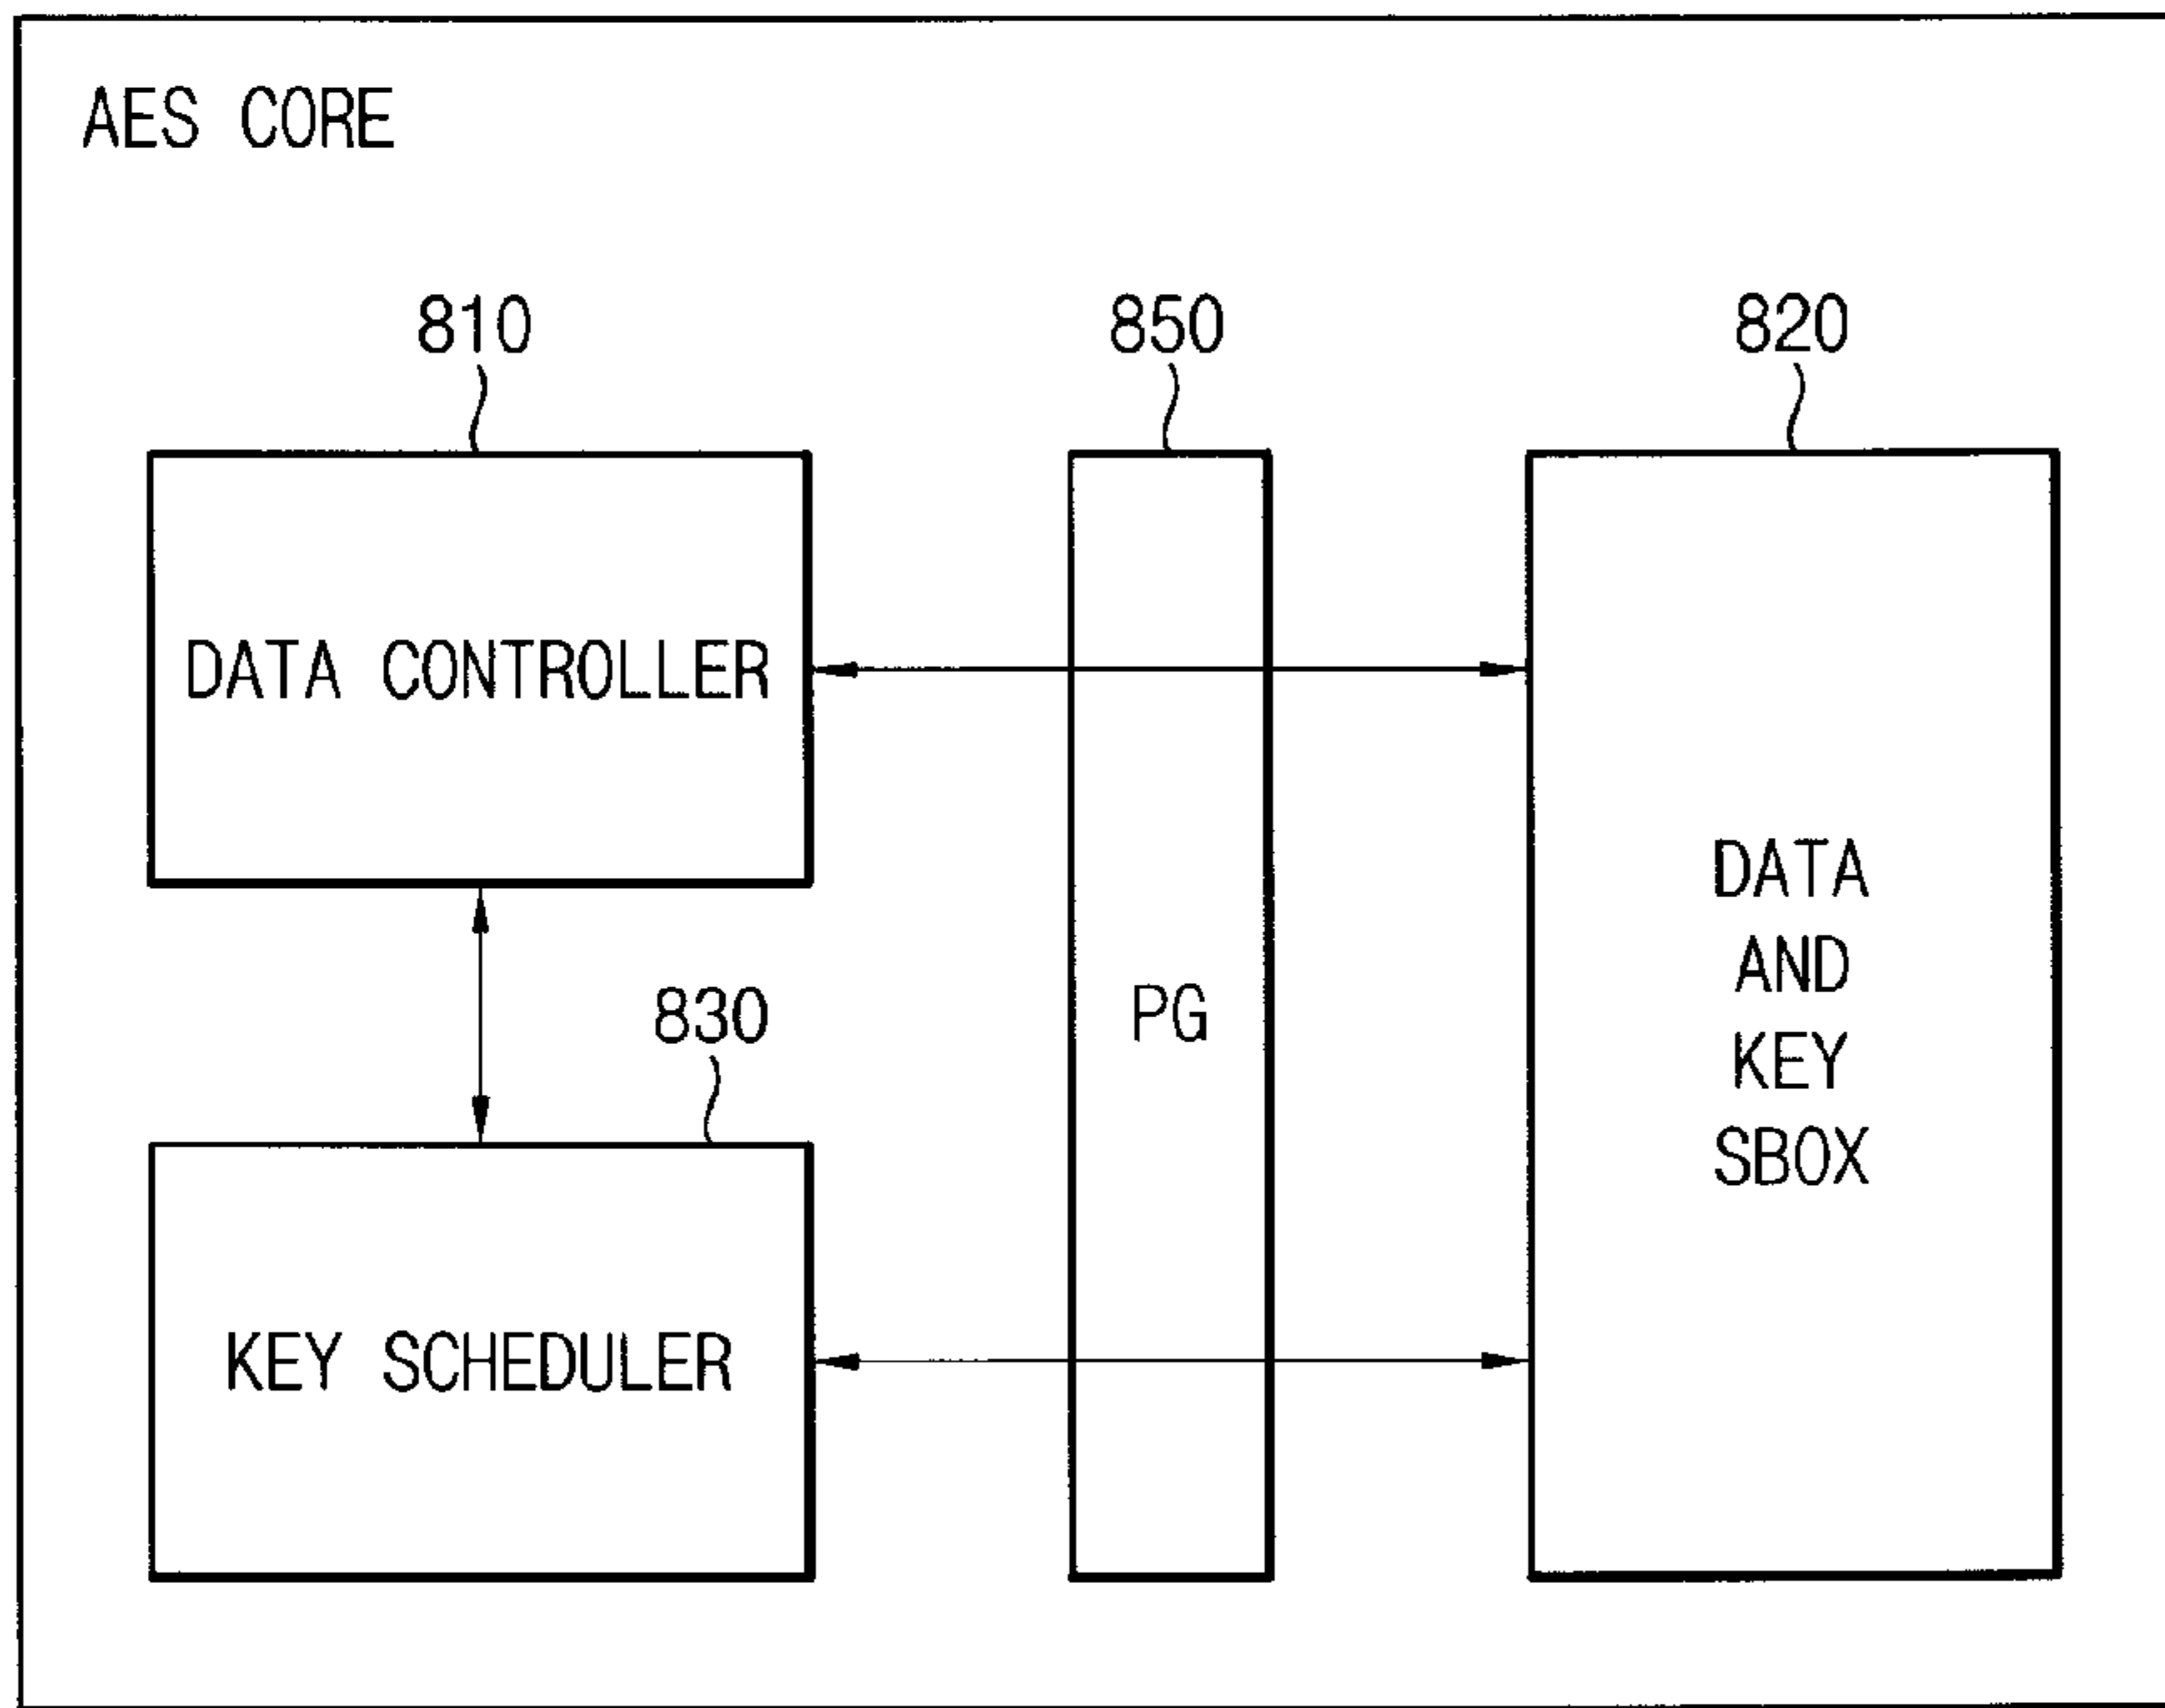 AES CORE
810
850
820
DATA CONTROLLER
DATA
AND
KEY
SBOX
830
PG
KEY SCHEDULER